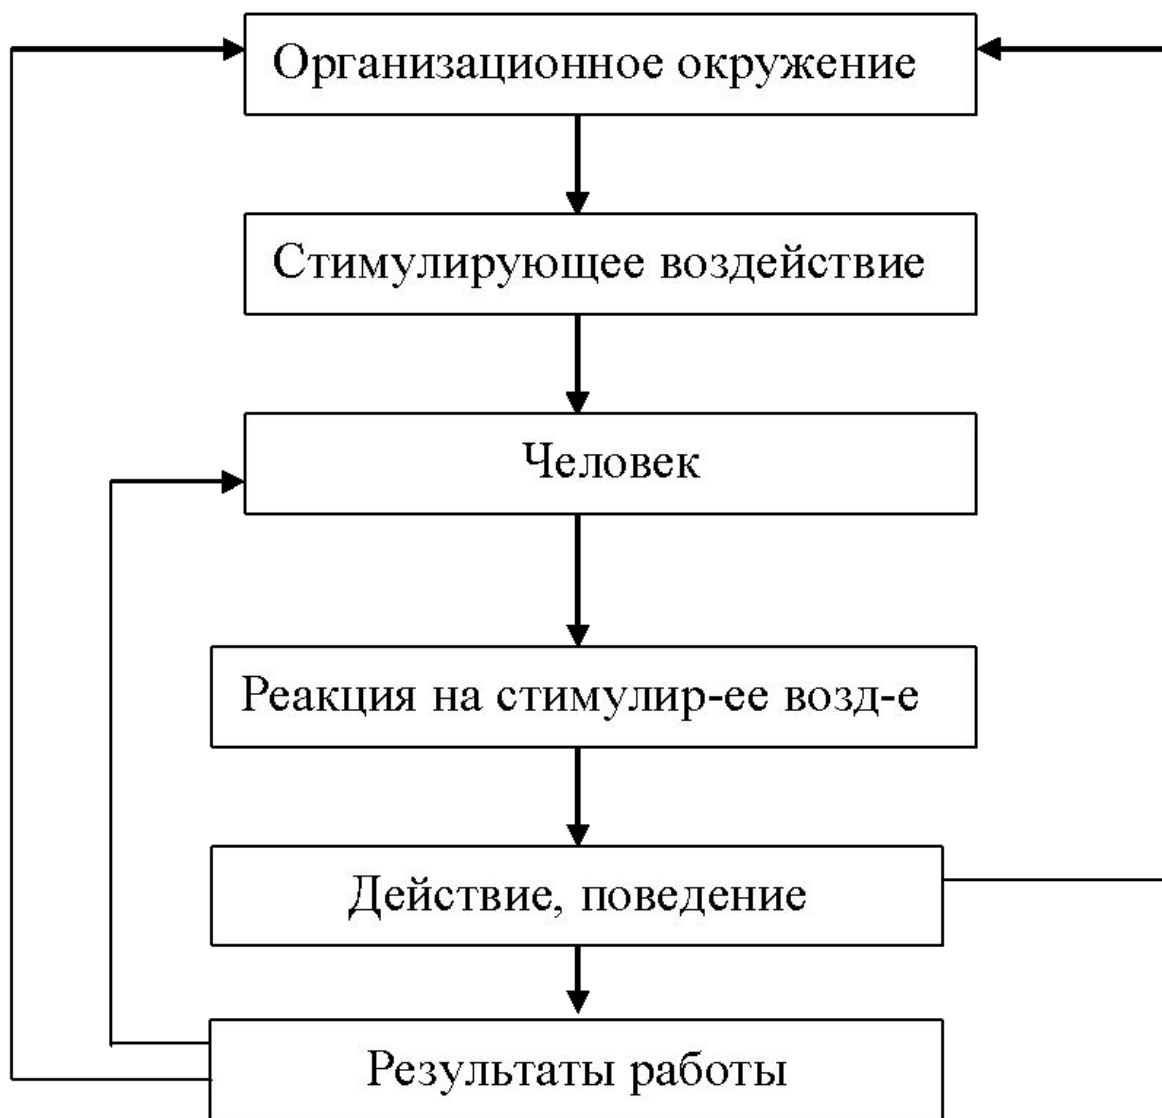 Организационное окружение
Стимулирующее воздействие
Человек
Реакция на стимулир-ее возд-е
Действие, поведение
Результаты работы